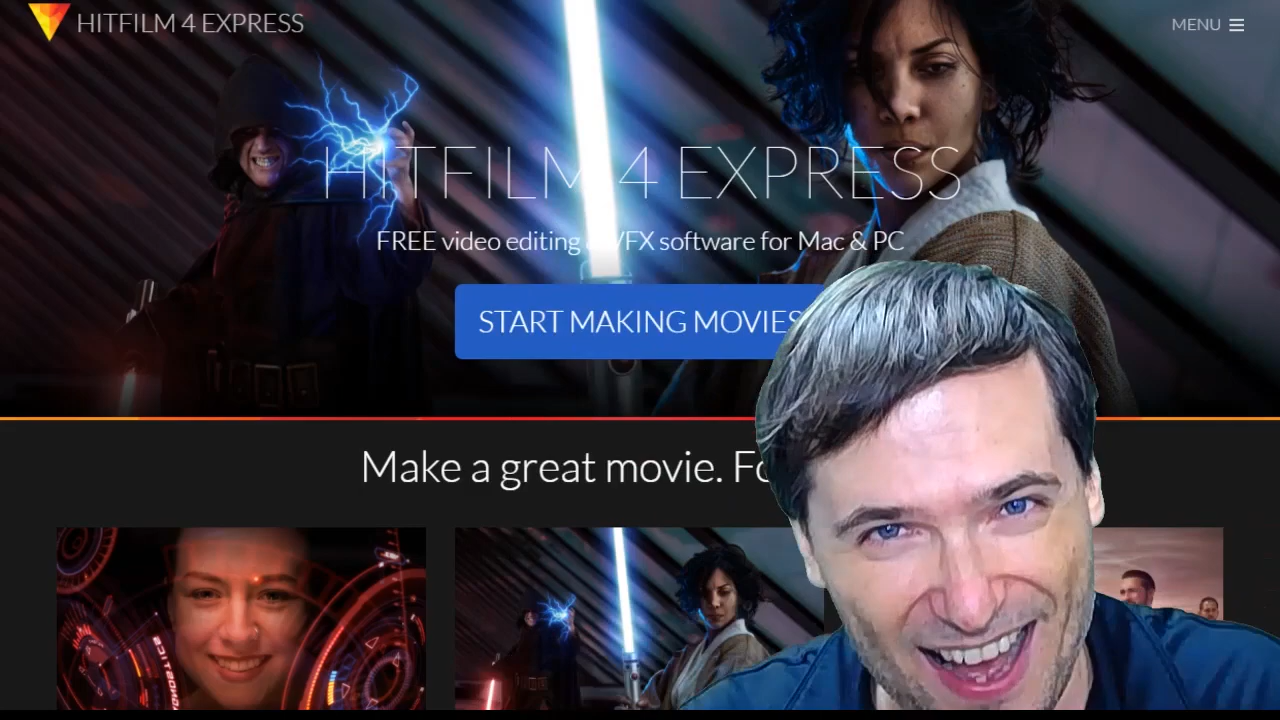 HITFILM 4 EXPRESS
MENU
HITFILM 4 EXPRESS
FREE video editing VFX software for Mac & PC
START MAKING MOVIES
Make a great movie.